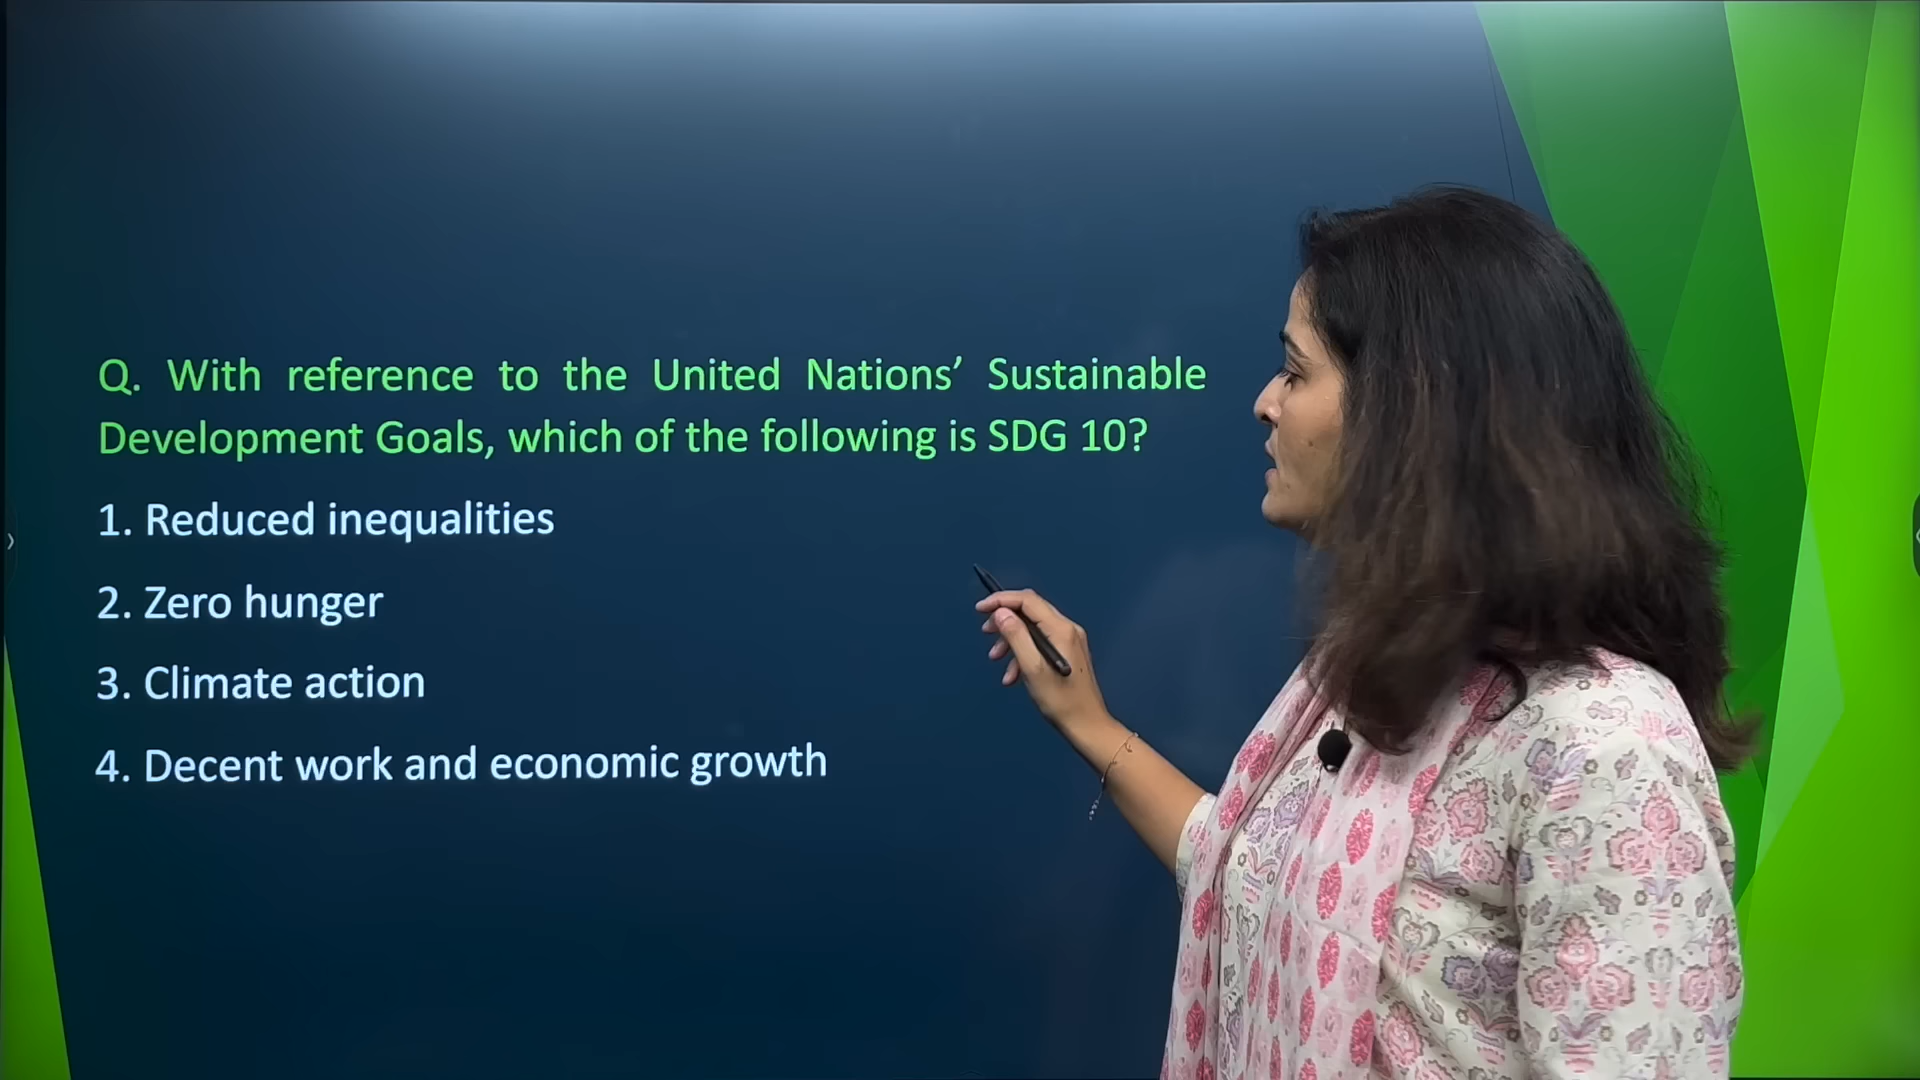 Q. With reference to the United Nations’ Sustainable
Development Goals, which of the following is SDG 10?
1. Reduced inequalities
2. Zero hunger
3. Climate action
4. Decent work and economic growth